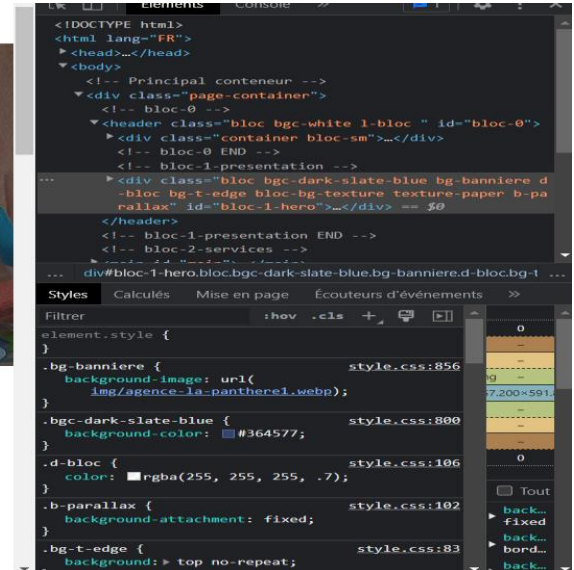 Elements Console »
<!DOCTYPE html>
<html lang="FR">
▶<head>…</head>
▼<body>
<!-- Principal conteneur -->
▼<div class="page-container">
<!-- bloc-0 -->
▼<header class="bloc bgc-white l-bloc " id="bloc-0">
▶<div class="container bloc-sm">…</div>
<!-- bloc-0 END -->
<!-- bloc-1-presentation -->
... ▶<div class="bloc bgc-dark-slate-blue bg-banniere d
-bloc bg-t-edge bloc-bg-texture texture-paper b-pa
rallax" id="bloc-1-hero">…</div> == $0
</header>
<!-- bloc-1-presentation END -->
<!-- bloc-2-services -->
... div#bloc-1-hero.bloc.bgc-dark-slate-blue.bg-banniere.d-bloc.bg-t ...
Styles Calculés Mise en page Écouteurs d'événements »
Filtrer :hov .cls +
element.style {
}
.bg-banniere { style.css:856
background-image: url(
img/agence-la-panthere1.webp);
}
.bgc-dark-slate-blue { style.css:800
background-color: #364577;
}
.d-bloc { style.css:106
color: rgba(255, 255, 255, .7);
}
.b-parallax { style.css:102
background-attachment: fixed;
}
.bg-t-edge { style.css:83
background: ▶ top no-repeat;
0
–
–
7.200×591.
–
–
0
Tout
▶ back…
fixed
▶ back…
bord…
back…